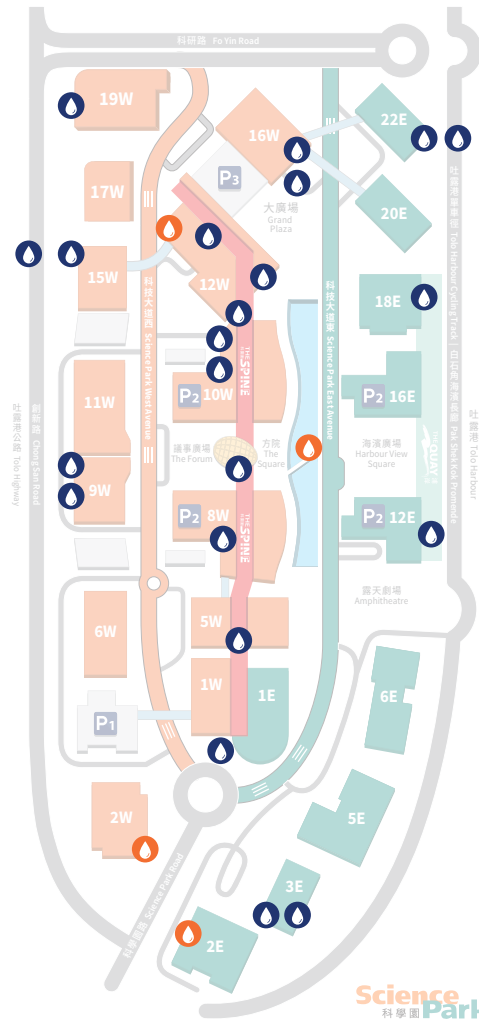 科研路 Fo Yin Road
19W
16W
22E
P3
17W
20E
大廣場
Grand
Plaza
吐露港單車徑 Tolo Harbour Cycling Track | 白石角海濱長廊 Pak Shek Kok Promende
15W
12W
科技大道西 Science Park West Avenue
科技大道東 Science Park East Avenue
18E
THE
SPINE
P2
10W
P2
16E
11W
創新路 Chong San Road
吐露港公路 Tolo Highway
吐露港 Tolo Harbour
議事廣場
The Forum
方院
The
Square
海濱廣場
Harbour View
Square
THE
QUAY
9W
P2
8W
THE
SPINE
P2
12E
露天劇場
Amphitheatre
5W
6W
1W
1E
6E
P1
2W
5E
科學園路 Science Park Road
3E
2E
Science
科學園
Park